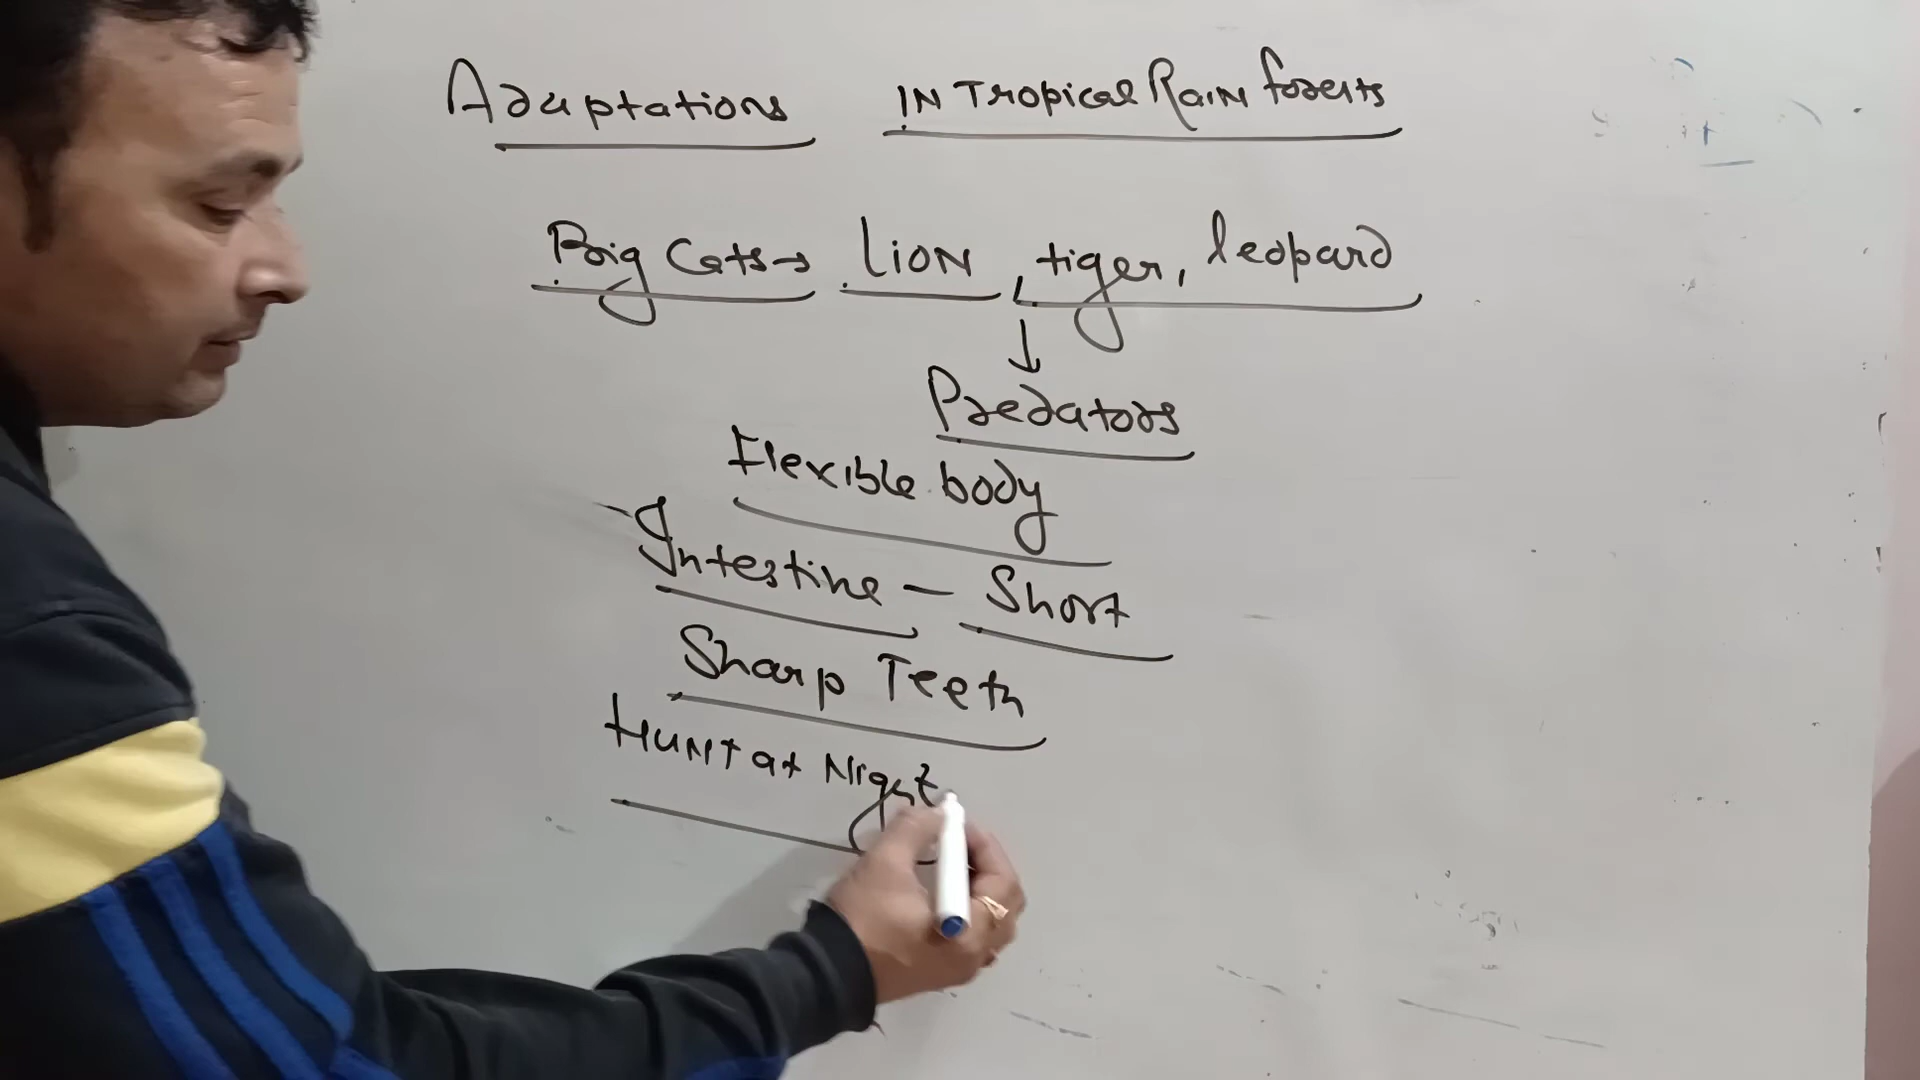 Adaptations IN Tropical Rain forests
Big Cats → Lion, tiger, leopard
↓
Predators
Flexible body
Intestine - Short
Sharp Teeth
Hunt at Night